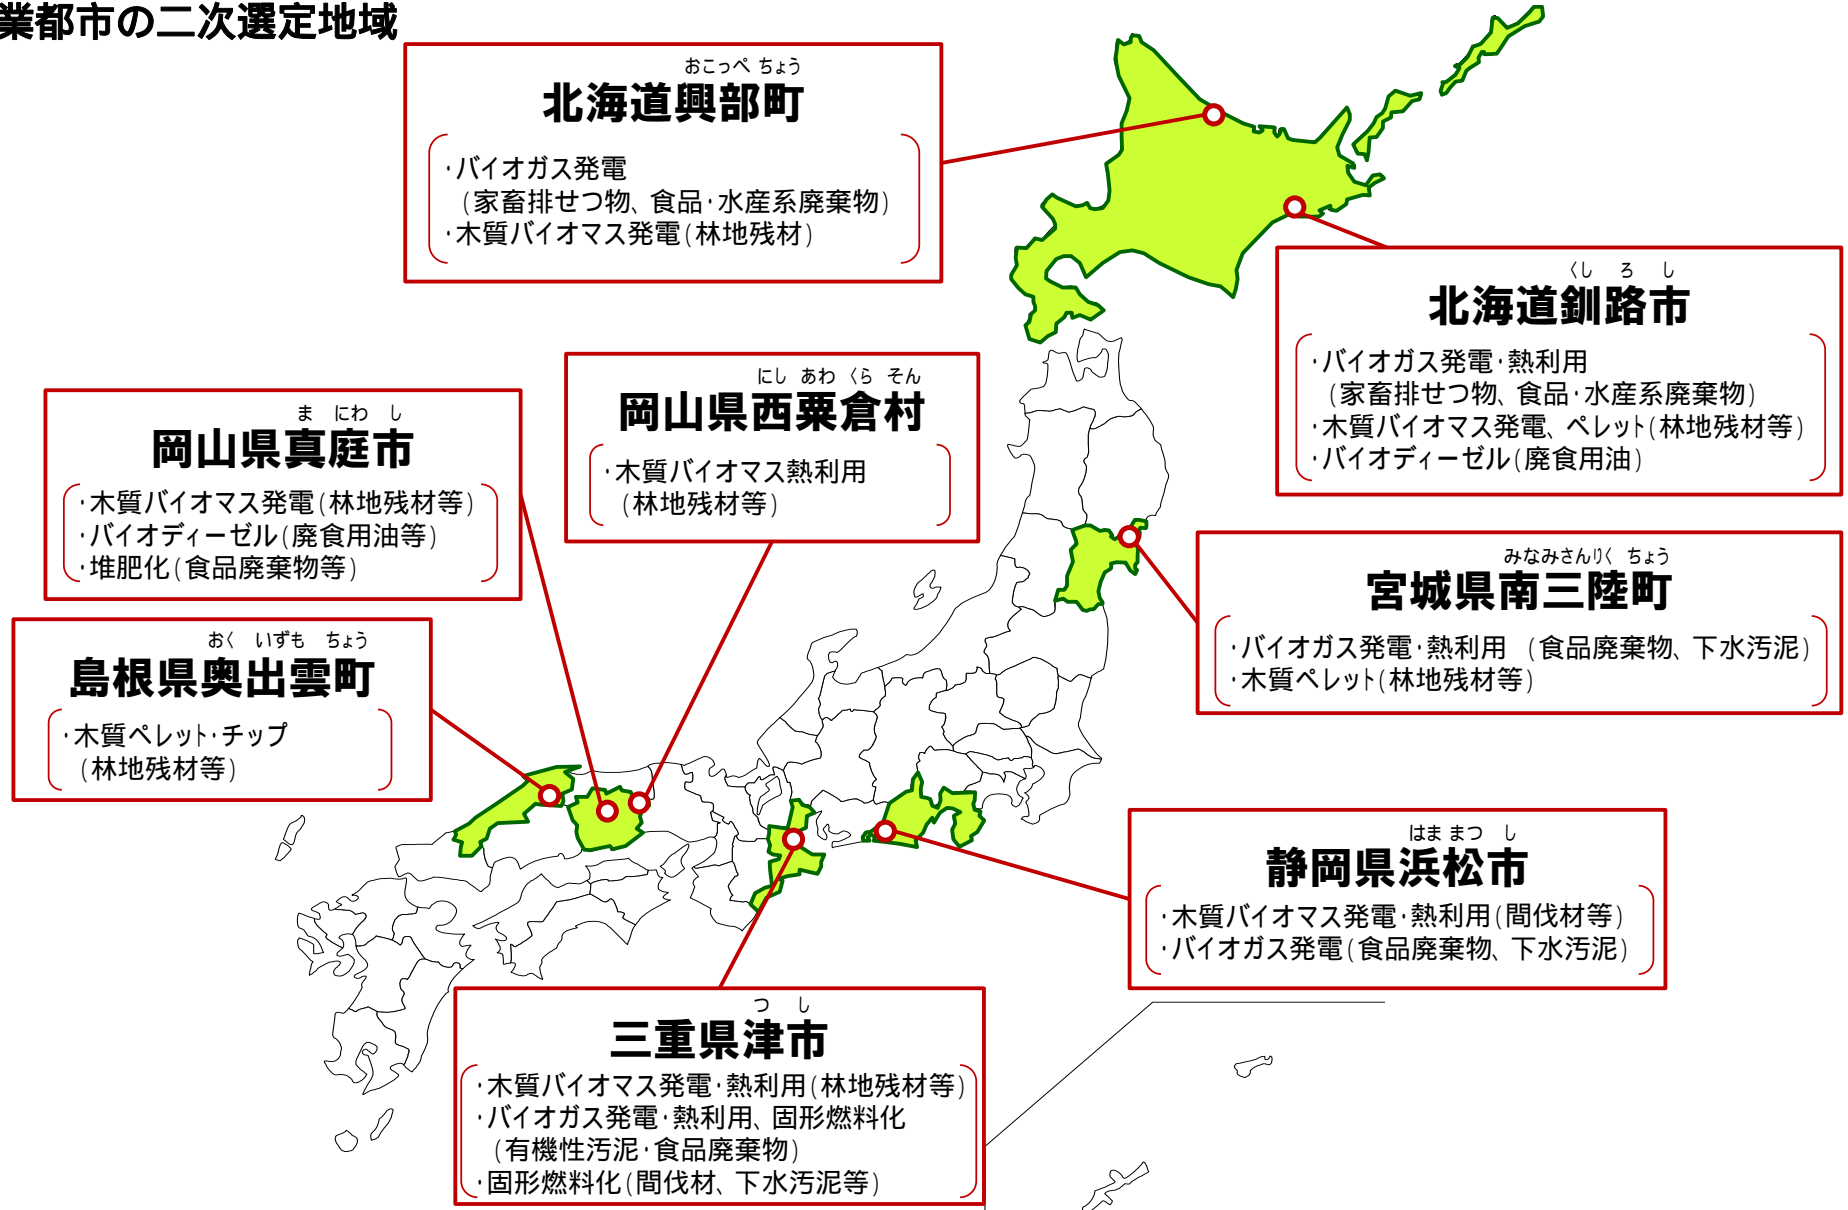 業都市の二次選定地域
おこっぺ ちょう
北海道興部町
・バイオガス発電
(家畜排せつ物、食品・水産系廃棄物)
・木質バイオマス発電(林地残材)
くし ろ し
北海道釧路市
・バイオガス発電・熱利用
(家畜排せつ物、食品・水産系廃棄物)
・木質バイオマス発電、ペレット(林地残材等)
・バイオディーゼル(廃食用油)
にし あわ くら そん
岡山県西粟倉村
・木質バイオマス熱利用
(林地残材等)
ま にわ し
岡山県真庭市
・木質バイオマス発電(林地残材等)
・バイオディーゼル(廃食用油等)
・堆肥化(食品廃棄物等)
みなみさんりく ちょう
宮城県南三陸町
・バイオガス発電・熱利用 (食品廃棄物、下水汚泥)
・木質ペレット(林地残材等)
おく いずも ちょう
島根県奥出雲町
・木質ペレット・チップ
(林地残材等)
はま まつ し
静岡県浜松市
・木質バイオマス発電・熱利用(間伐材等)
・バイオガス発電(食品廃棄物、下水汚泥)
つ し
三重県津市
・木質バイオマス発電・熱利用(林地残材等)
・バイオガス発電・熱利用、固形燃料化
(有機性汚泥・食品廃棄物)
・固形燃料化(間伐材、下水汚泥等)